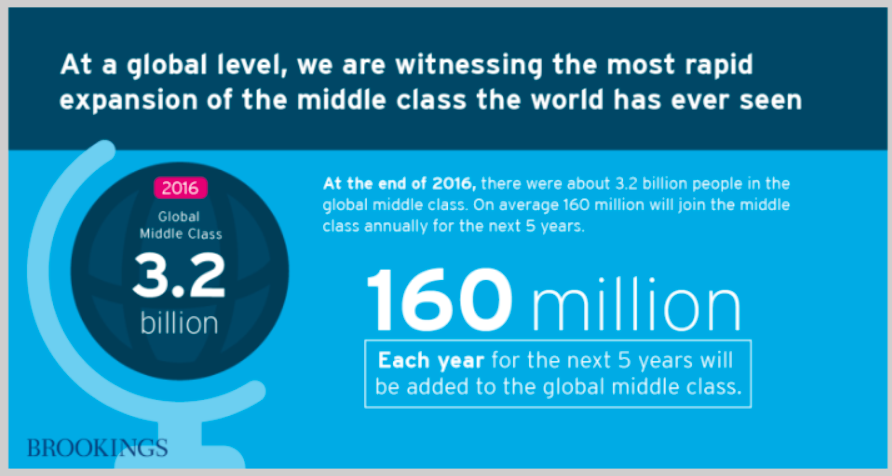 At a global level, we are witnessing the most rapid
expansion of the middle class the world has ever seen
2016
Global
Middle Class
3.2
billion
At the end of 2016, there were about 3.2 billion people in the
global middle class. On average 160 million will join the middle
class annually for the next 5 years.
160 million
Each year for the next 5 years will
be added to the global middle class.
BROOKINGS